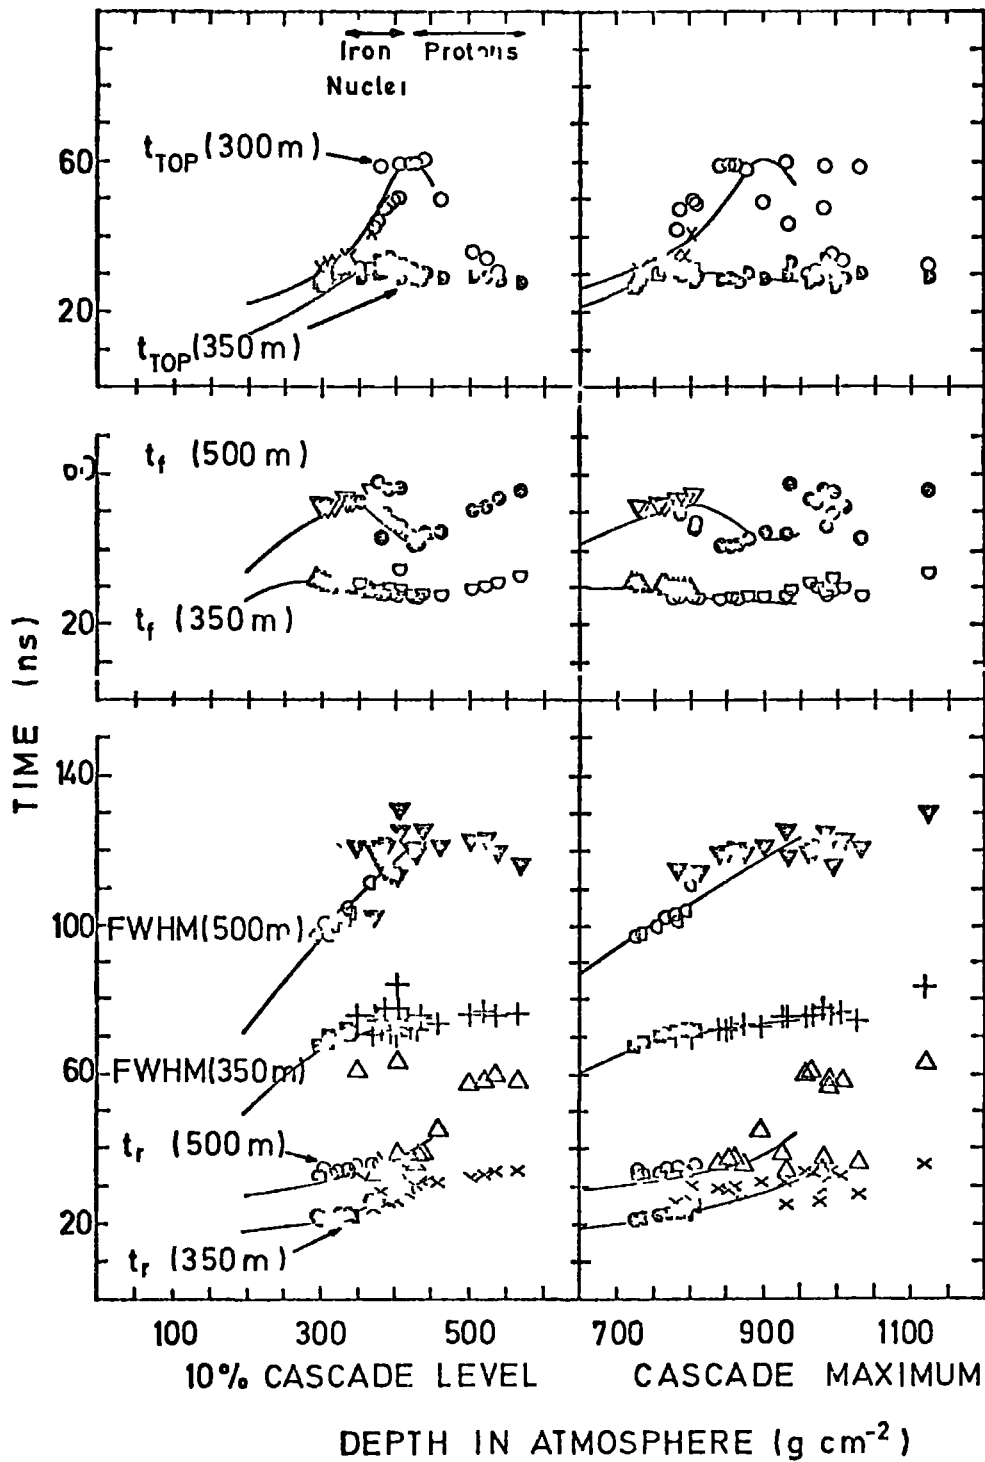 Iron Protons
Nuclei
t_TOP (300 m)
60
20
t_TOP (350 m)
t_f (500 m)
t_f (350 m)
20
TIME (ns)
140
100
FWHM(500m)
60
FWHM(350m)
t_r (500 m)
20
t_r (350 m)
100 300 500 700 900 1100
10% CASCADE LEVEL CASCADE MAXIMUM
DEPTH IN ATMOSPHERE (g cm⁻²)